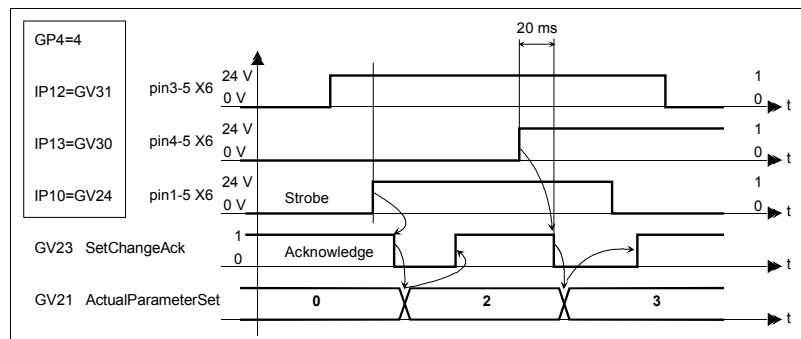 20 ms
GP4=4
IP12=GV31 pin3-5 X6 24 V 1
0 V 0 t
IP13=GV30 pin4-5 X6 24 V 1
0 V 0 t
IP10=GV24 pin1-5 X6 24 V Strobe 1
0 V 0 t
GV23 SetChangeAck 1 Acknowledge
0 t
GV21 ActualParameterSet 0 2 3
t